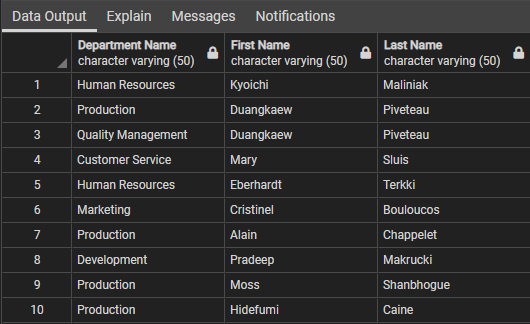 Data Output Explain Messages Notifications
Department Name First Name Last Name
character varying (50) character varying (50) character varying (50)
1 Human Resources Kyoichi Maliniak
2 Production Duangkaew Piveteau
3 Quality Management Duangkaew Piveteau
4 Customer Service Mary Sluis
5 Human Resources Eberhardt Terkki
6 Marketing Cristinel Bouloucos
7 Production Alain Chappelet
8 Development Pradeep Makrucki
9 Production Moss Shanbhogue
10 Production Hidefumi Caine